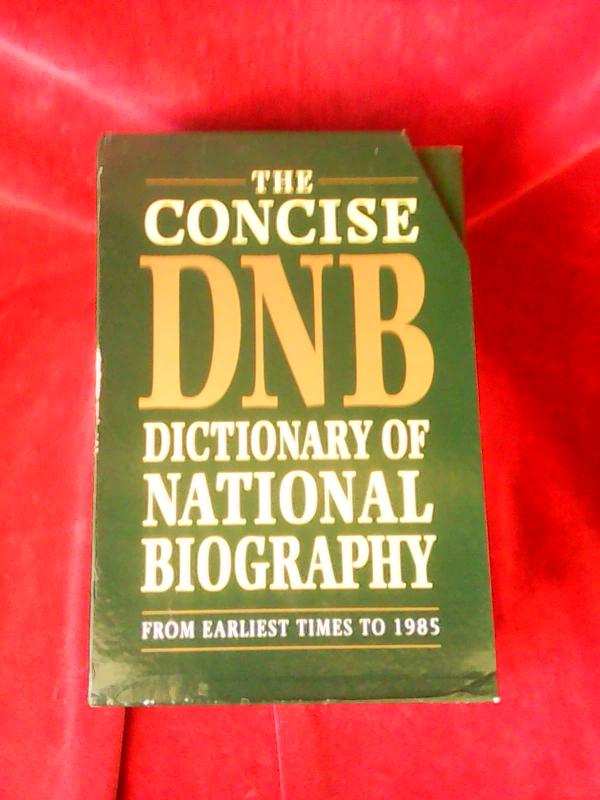 THE
CONCISE
DNB
DICTIONARY OF
NATIONAL
BIOGRAPHY
FROM EARLIEST TIMES TO 1985